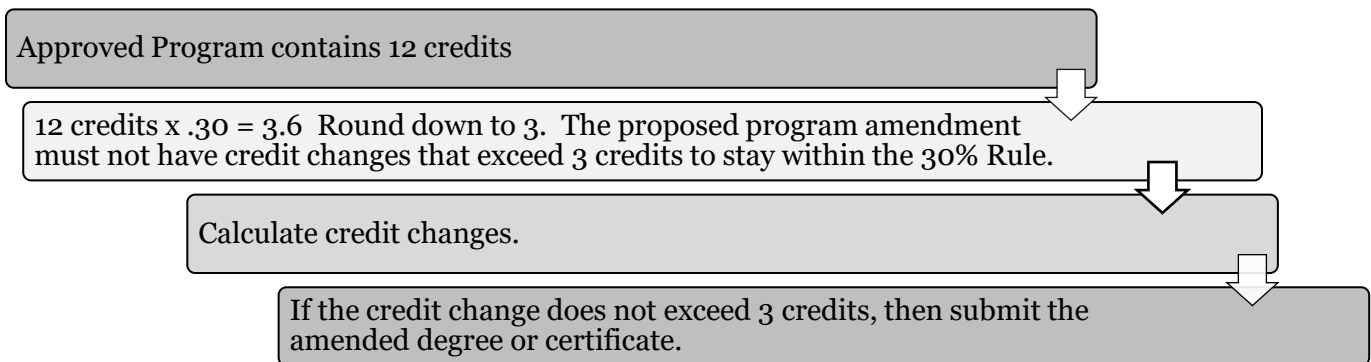 Approved Program contains 12 credits
12 credits x .30 = 3.6  Round down to 3.  The proposed program amendment
must not have credit changes that exceed 3 credits to stay within the 30% Rule.
Calculate credit changes.
If the credit change does not exceed 3 credits, then submit the
amended degree or certificate.